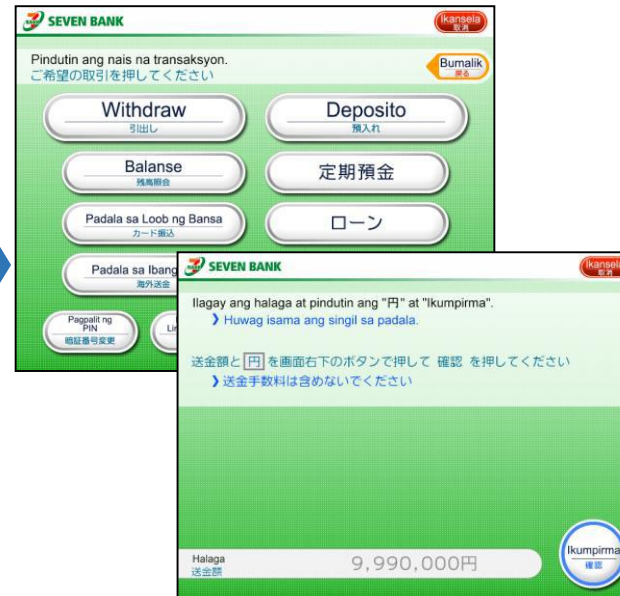 SEVEN BANK
Ikansela
取消
Pindutin ang nais na transaksyon.
ご希望の取引を押してください
Bumalik
戻る
Withdraw
引出し
Deposito
預入れ
Balanse
残高照会
定期預金
Padala sa Loob ng Bansa
カード振込
ローン
Padala sa Ibang
海外送金
Pagpalit ng
PIN
暗証番号変更
SEVEN BANK
Ikansela
取消
Ilagay ang halaga at pindutin ang "円" at "Ikumpirma".
Huwag isama ang singil sa padala.
送金額と 円 を画面右下のボタンで押して 確認 を押してください
送金手数料は含めないでください
Halaga
送金額
9,990,000円
Ikumpirma
確認